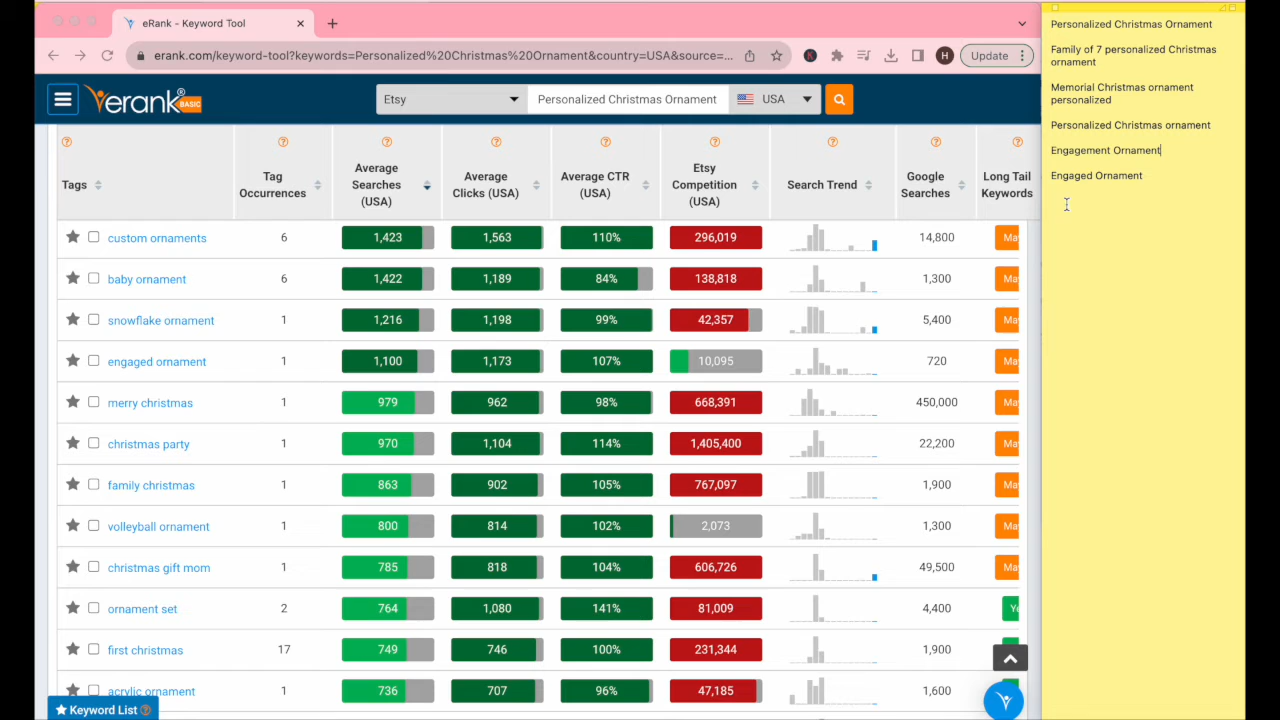 eRank - Keyword Tool
erank.com/keyword-tool?keywords=Personalized%20Christmas%20Ornament&country=USA&source=...
K
H
Update
erank®
BASIC
Etsy
Personalized Christmas Ornament
USA
Tags
Tag Occurrences
Average Searches (USA)
Average Clicks (USA)
Average CTR (USA)
Etsy Competition (USA)
Search Trend
Google Searches
Long Tail Keywords
custom ornaments 6 1,423 1,563 110% 296,019 14,800 May
baby ornament 6 1,422 1,189 84% 138,818 1,300 May
snowflake ornament 1 1,216 1,198 99% 42,357 5,400 May
engaged ornament 1 1,100 1,173 107% 10,095 720 May
merry christmas 1 979 962 98% 668,391 450,000 May
christmas party 1 970 1,104 114% 1,405,400 22,200 May
family christmas 1 863 902 105% 767,097 1,900 May
volleyball ornament 1 800 814 102% 2,073 1,300 May
christmas gift mom 1 785 818 104% 606,726 49,500 May
ornament set 2 764 1,080 141% 81,009 4,400 Ye
first christmas 17 749 746 100% 231,344 1,900
acrylic ornament 1 736 707 96% 47,185 1,600
Keyword List
Personalized Christmas Ornament
Family of 7 personalized Christmas
ornament
Memorial Christmas ornament
personalized
Personalized Christmas ornament
Engagement Ornament
Engaged Ornament